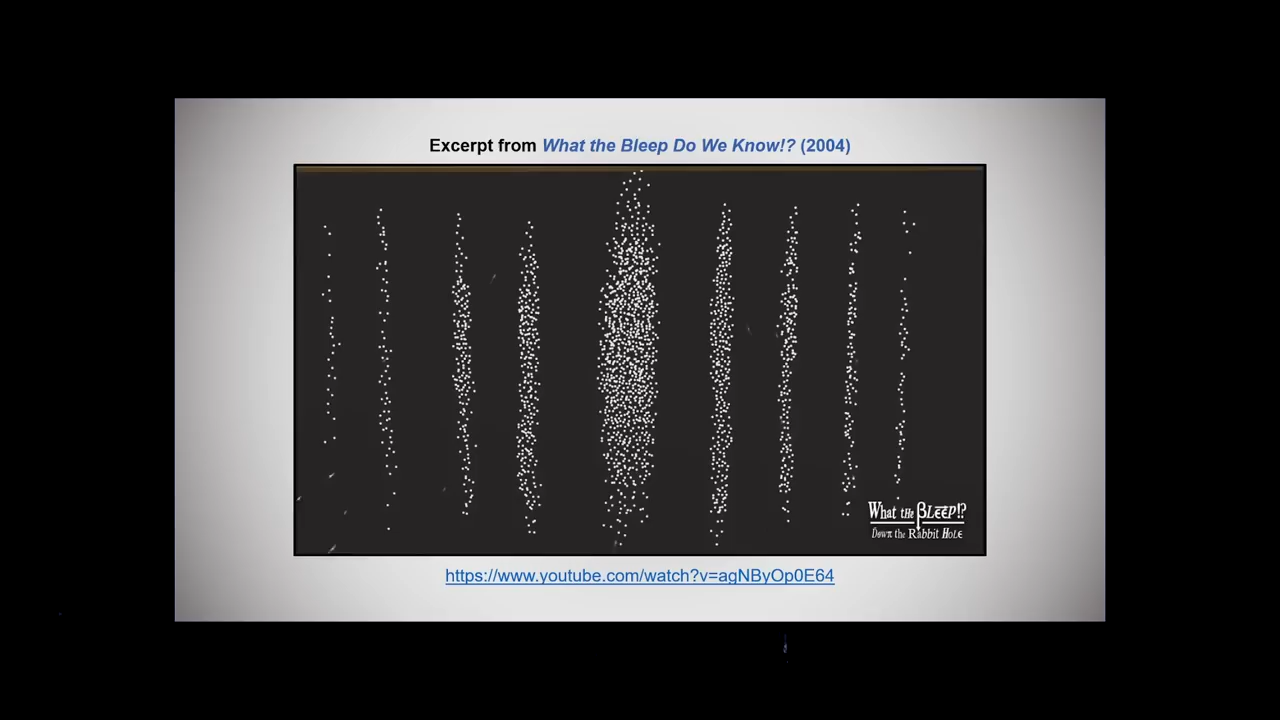 Excerpt from What the Bleep Do We Know!? (2004)
What the βLEEP!?
Down the Rabbit Hole
https://www.youtube.com/watch?v=agNByOp0E64